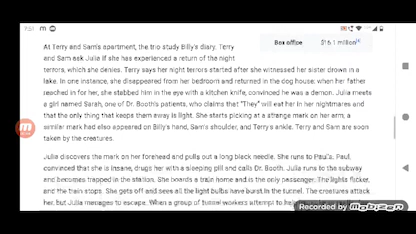 7:51
At Terry and Sam's apartment, the trio study Billy's diary. Terry
Box office $16.1 million[4]
and Sam ask Julia if she has experienced a return of the night
terrors, which she denies. Terry says her night terrors started after she witnessed her sister drown in a
lake. In one instance, she disappeared from her bedroom and returned in the dog house; when her father
reached in for her, she stabbed him in the eye with a kitchen knife, convinced he was a demon. Julia meets
a girl named Sarah, one of Dr. Booth's patients, who claims that "They" will eat her in her nightmares and
that the only thing that keeps them away is light. She starts picking at a strange mark on her arm; a
similar mark had also appeared on Billy's hand, Sam's shoulder, and Terry's ankle. Terry and Sam are soon
taken by the creatures.
Julia discovers the mark on her forehead and pulls out a long black needle. She runs to Paul's. Paul,
convinced that she is insane, drugs her with a sleeping pill and calls Dr. Booth. Julia runs to the subway
and becomes trapped in the station. She boards a train home and is the only passenger. The lights flicker,
and the train stops. She gets off and sees all the light bulbs have burst in the tunnel. The creatures attack
her, but Julia manages to escape. When a group of tunnel workers attempt to
Recorded by
Mobizen